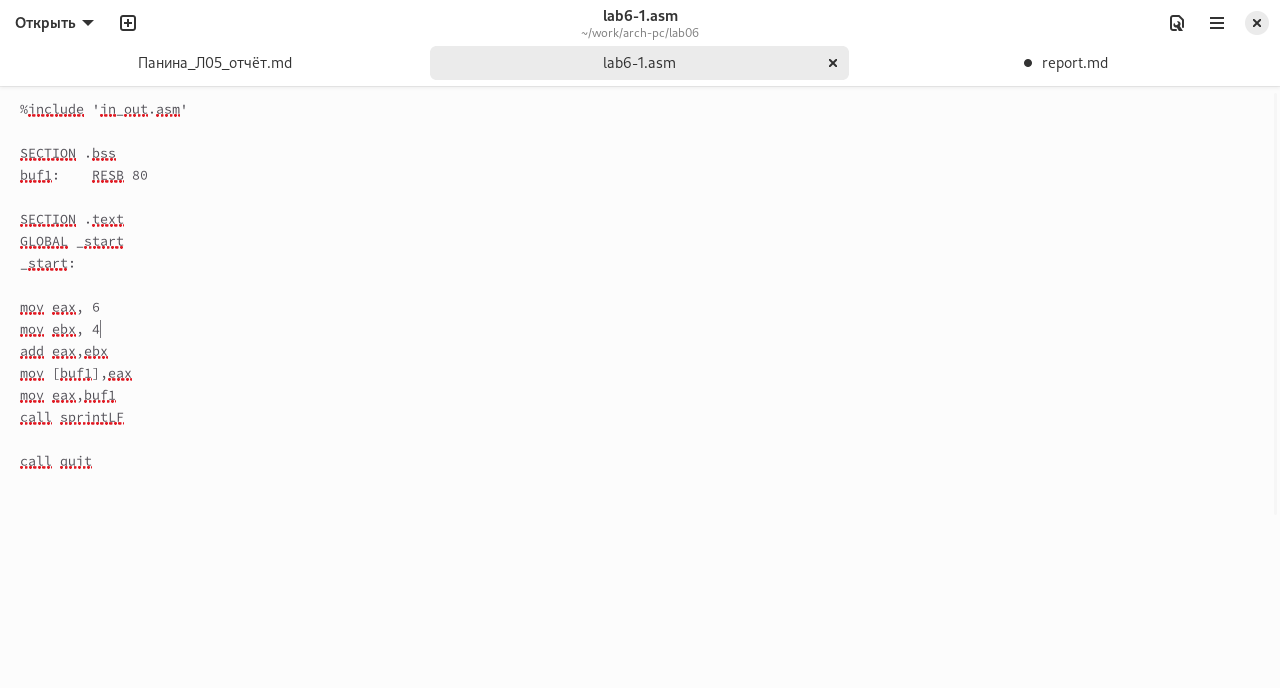 Открыть
lab6-1.asm
~/work/arch-pc/lab06
Панина_Л05_отчёт.md
lab6-1.asm
report.md
%include 'in_out.asm'
SECTION .bss
buf1:    RESB 80
SECTION .text
GLOBAL _start
_start:
mov eax, 6
mov ebx, 4
add eax,ebx
mov [buf1],eax
mov eax,buf1
call sprintLF
call quit